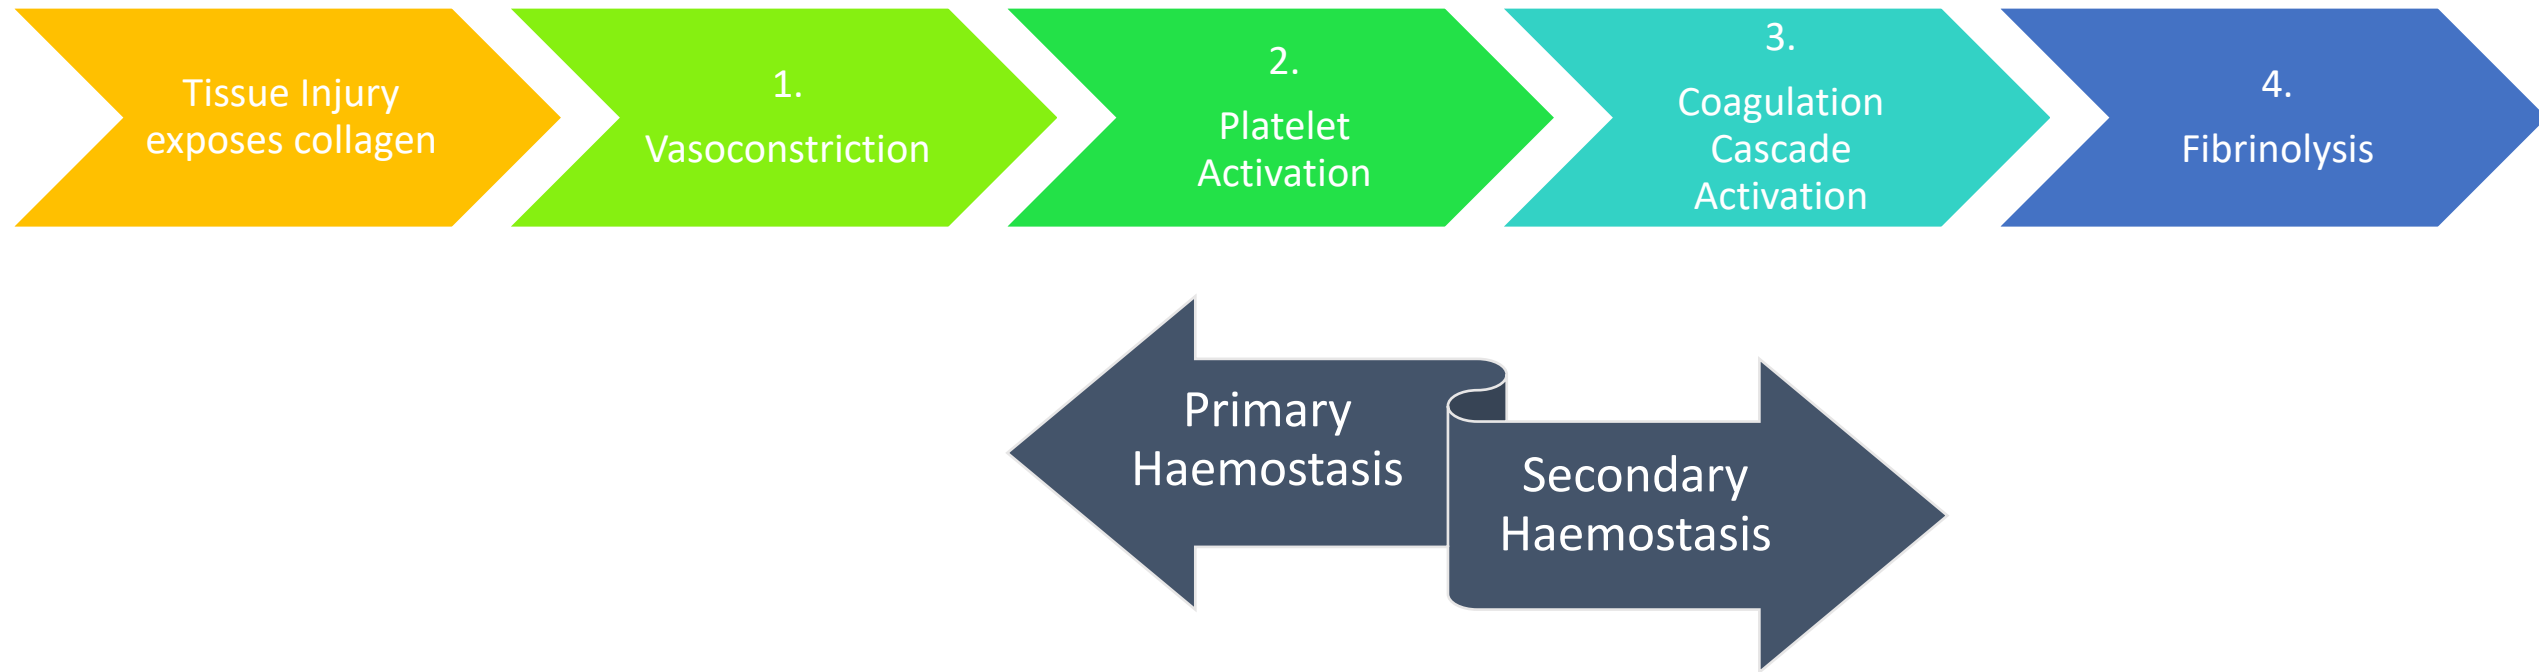 Tissue Injury
exposes collagen
1.
Vasoconstriction
2.
Platelet
Activation
3.
Coagulation
Cascade
Activation
4.
Fibrinolysis
Primary
Haemostasis
Secondary
Haemostasis